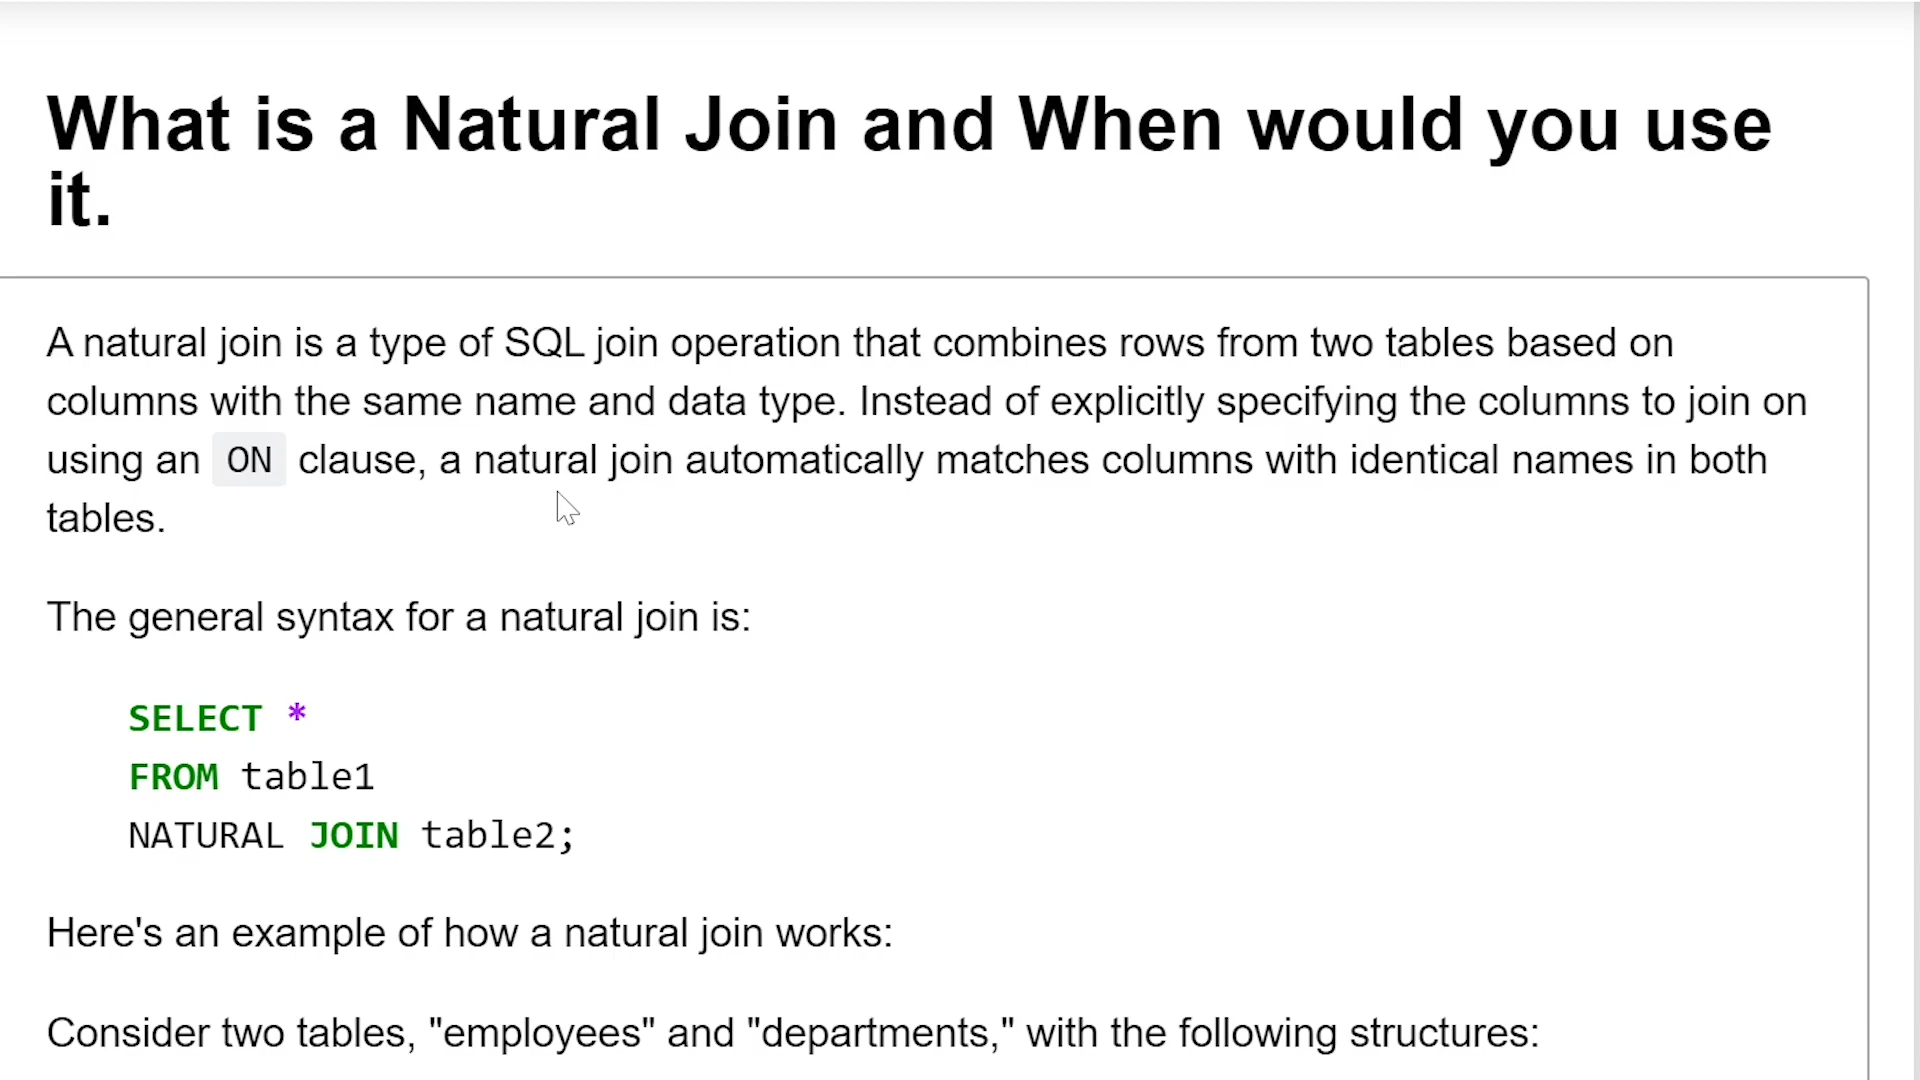 What is a Natural Join and When would you use
it.
A natural join is a type of SQL join operation that combines rows from two tables based on
columns with the same name and data type. Instead of explicitly specifying the columns to join on
using an ON clause, a natural join automatically matches columns with identical names in both
tables.
The general syntax for a natural join is:
SELECT *
FROM table1
NATURAL JOIN table2;
Here's an example of how a natural join works:
Consider two tables, "employees" and "departments," with the following structures: